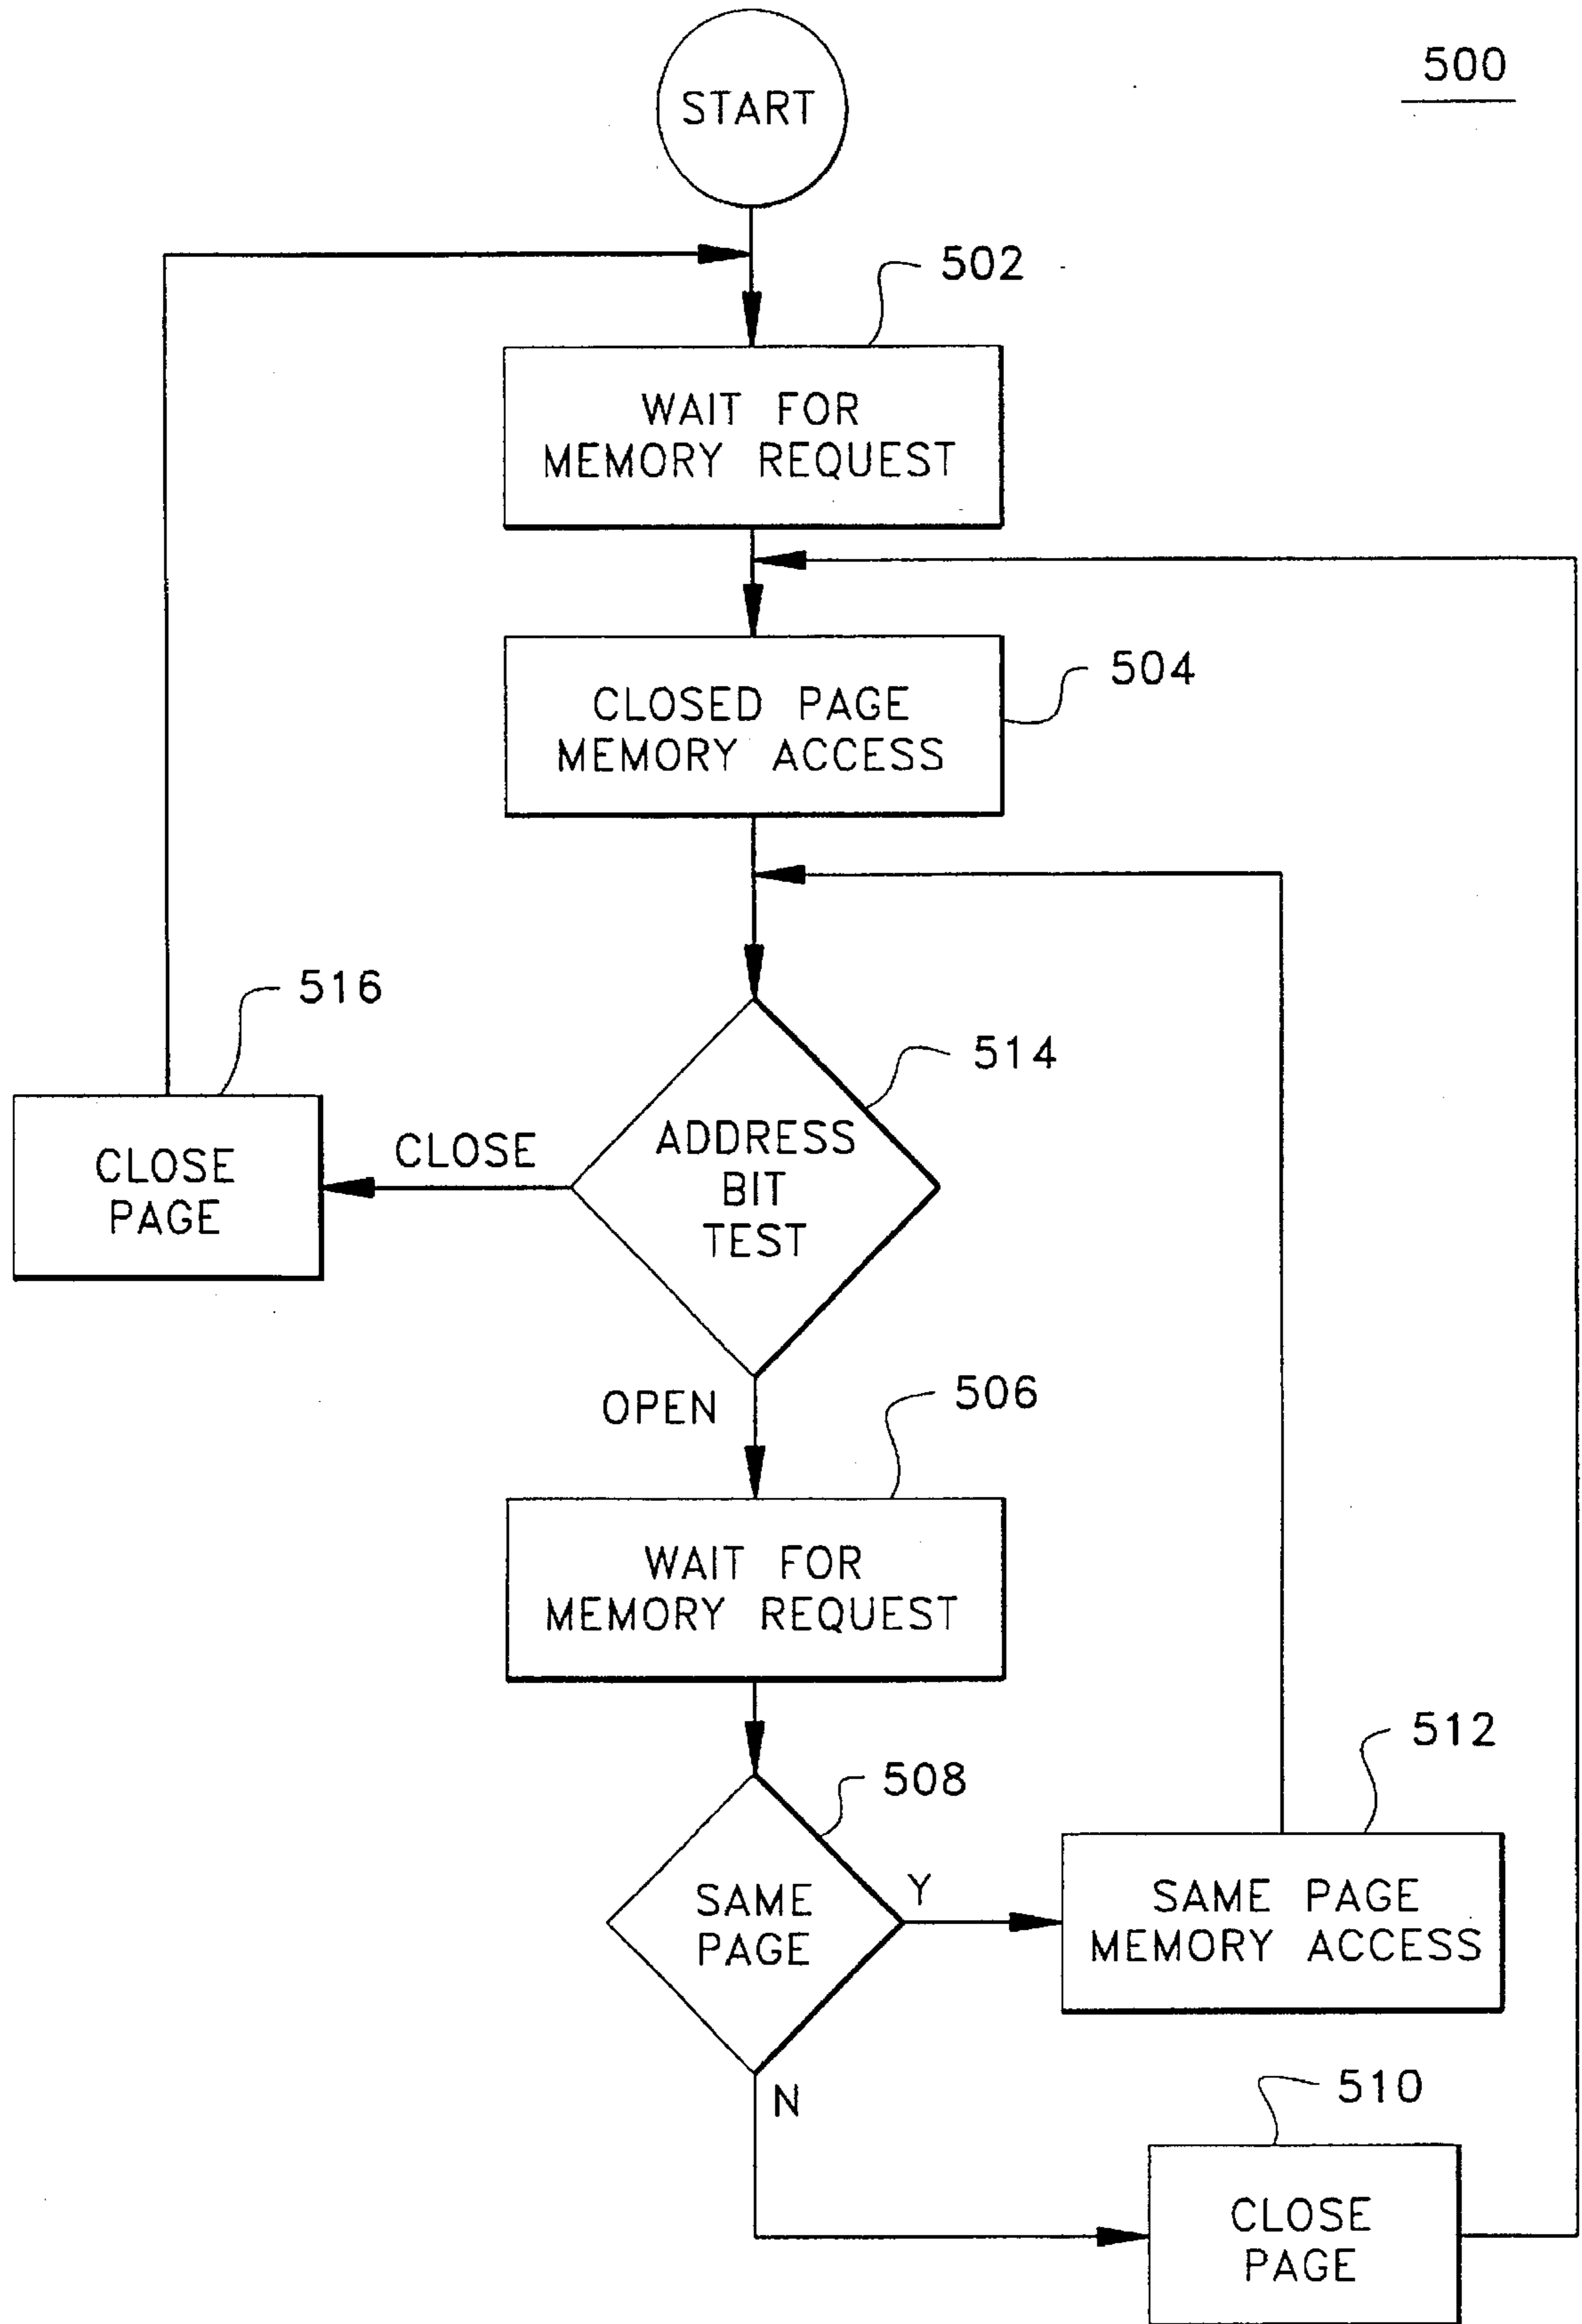 500
START
502
WAIT FOR
MEMORY REQUEST
504
CLOSED PAGE
MEMORY ACCESS
516
514
CLOSE
PAGE
CLOSE
ADDRESS
BIT
TEST
OPEN
506
WAIT FOR
MEMORY REQUEST
512
508
SAME
PAGE
Y
SAME PAGE
MEMORY ACCESS
N
510
CLOSE
PAGE